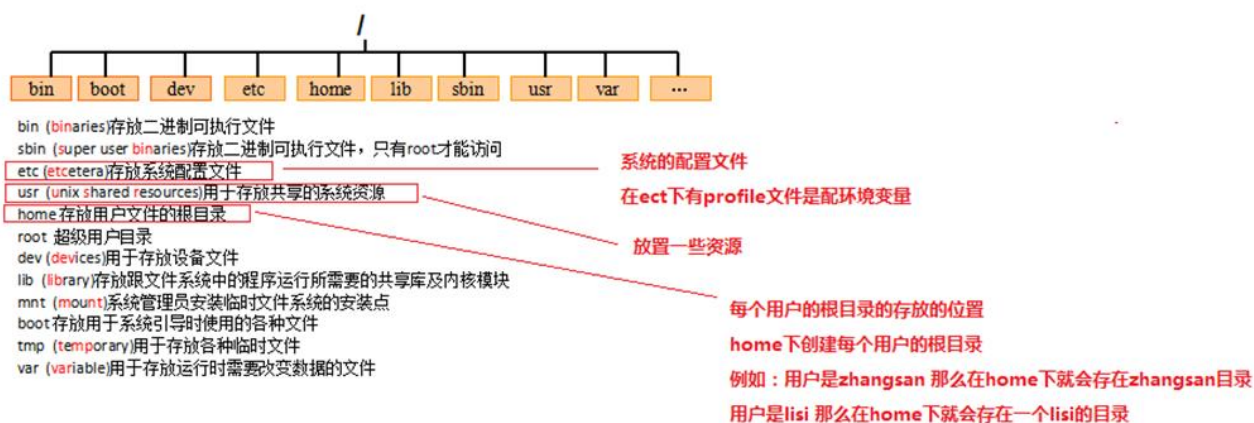 /
bin boot dev etc home lib sbin usr var ...
bin (binaries)存放二进制可执行文件
sbin (super user binaries)存放二进制可执行文件，只有root才能访问
etc (etcetera)存放系统配置文件
usr (unix shared resources)用于存放共享的系统资源
home 存放用户文件的根目录
root 超级用户目录
dev (devices)用于存放设备文件
lib (library)存放跟文件系统中的程序运行所需要的共享库及内核模块
mnt (mount)系统管理员安装临时文件系统的安装点
boot 存放用于系统引导时使用的各种文件
tmp (temporary)用于存放各种临时文件
var (variable)用于存放运行时需要改变数据的文件
系统的配置文件
在ect下有profile文件是配环境变量
放置一些资源
每个用户的根目录的存放的位置
home下创建每个用户的根目录
例如：用户是zhangsan 那么在home下就会存在zhangsan目录
用户是lisi 那么在home下就会存在一个lisi的目录